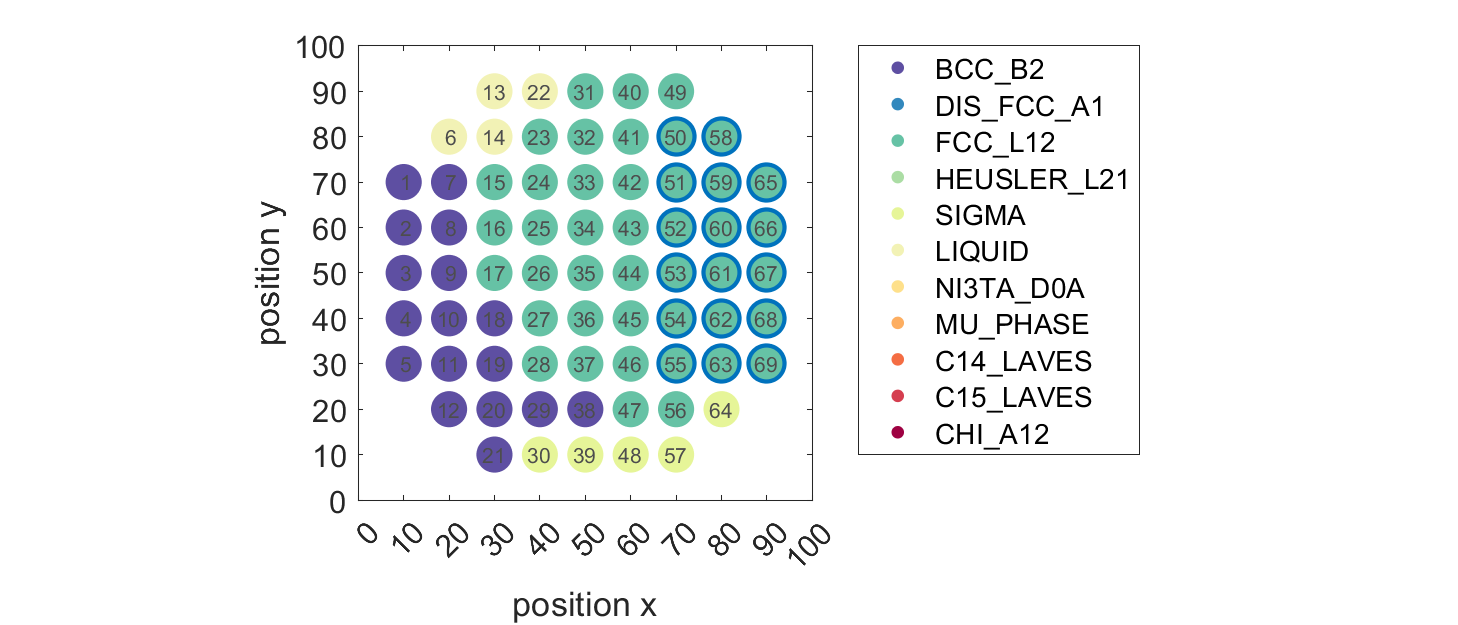 100
90
80
70
60
50
40
30
20
10
0
position y
13 22 31 40 49
6 14 23 32 41 50 58
1 7 15 24 33 42 51 59 65
2 8 16 25 34 43 52 60 66
3 9 17 26 35 44 53 61 67
4 10 18 27 36 45 54 62 68
5 11 19 28 37 46 55 63 69
12 20 29 38 47 56 64
21 30 39 48 57
0 10 20 30 40 50 60 70 80 90 100
position x
BCC_B2
DIS_FCC_A1
FCC_L12
HEUSLER_L21
SIGMA
LIQUID
NI3TA_D0A
MU_PHASE
C14_LAVES
C15_LAVES
CHI_A12